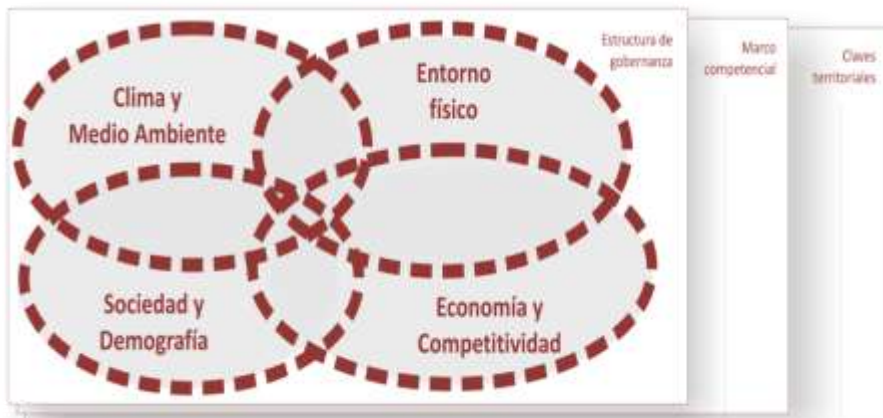 Estructura de
gobernanza
Marco
competencial
Claves
territoriales
Clima y
Medio Ambiente
Entorno
físico
Sociedad y
Demografía
Economía y
Competitividad